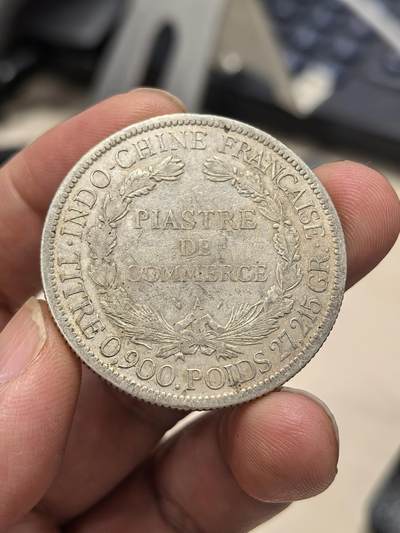 · INDO-CHINE FRANÇAISE ·
PIASTRE
DE
COMMERCE
A
TITRE 0,900. POIDS 27,215 GR.